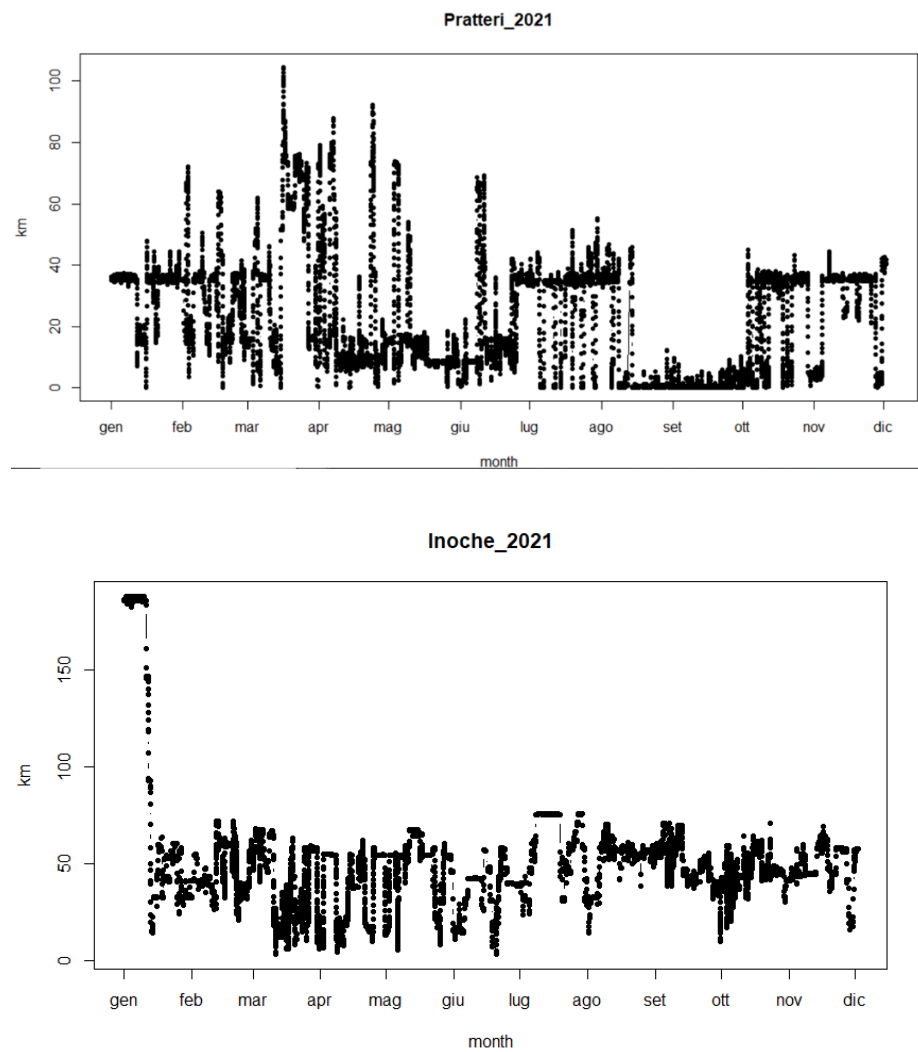 Pratteri_2021
100
80
60
40
20
0
km
gen feb mar apr mag giu lug ago set ott nov dic
month
Inoche_2021
150
100
50
0
km
gen feb mar apr mag giu lug ago set ott nov dic
month